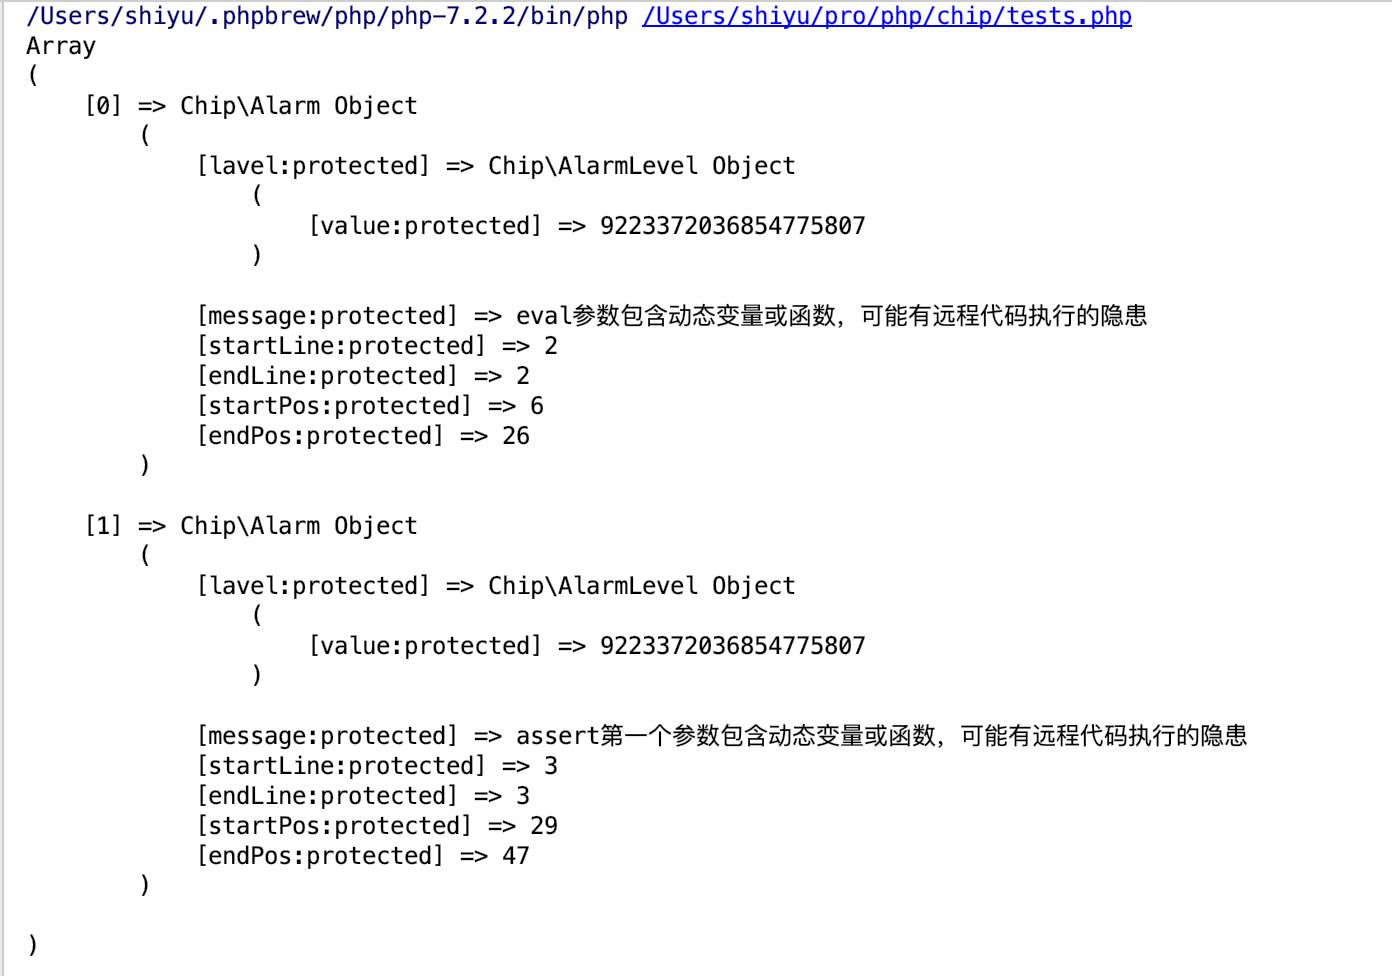 /Users/shiyu/.phpbrew/php/php-7.2.2/bin/php /Users/shiyu/pro/php/chip/tests.php
Array
(
    [0] => Chip\Alarm Object
        (
            [lavel:protected] => Chip\AlarmLevel Object
                (
                    [value:protected] => 9223372036854775807
                )

            [message:protected] => eval参数包含动态变量或函数，可能有远程代码执行的隐患
            [startLine:protected] => 2
            [endLine:protected] => 2
            [startPos:protected] => 6
            [endPos:protected] => 26
        )

    [1] => Chip\Alarm Object
        (
            [lavel:protected] => Chip\AlarmLevel Object
                (
                    [value:protected] => 9223372036854775807
                )

            [message:protected] => assert第一个参数包含动态变量或函数，可能有远程代码执行的隐患
            [startLine:protected] => 3
            [endLine:protected] => 3
            [startPos:protected] => 29
            [endPos:protected] => 47
        )

)